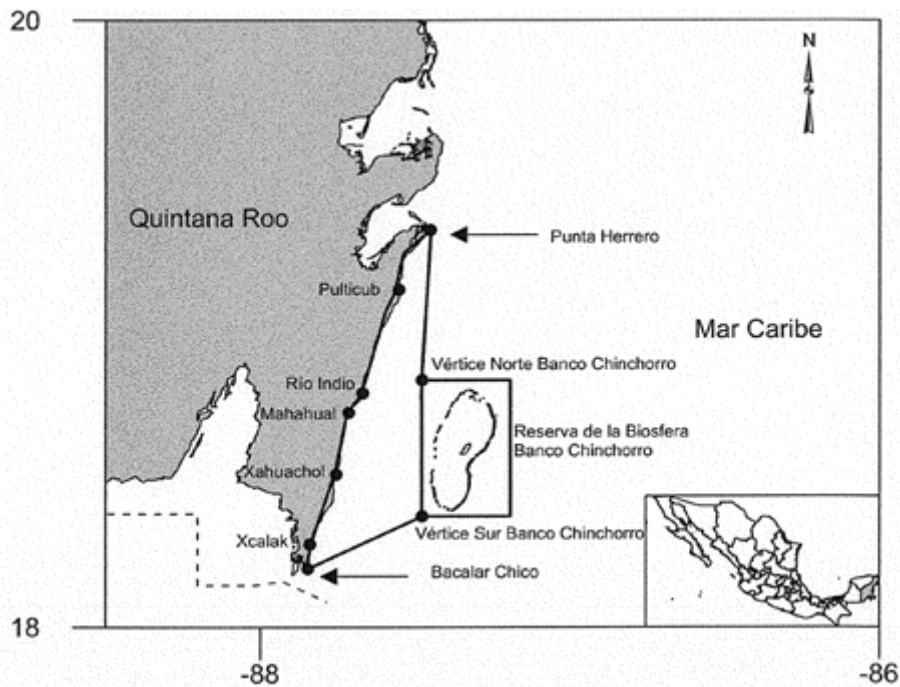 20
N
Quintana Roo
Punta Herrero
Pulticub
Mar Caribe
Vértice Norte Banco Chinchorro
Río Indio
Mahahual
Reserva de la Biosfera
Banco Chinchorro
Xahuachol
Vértice Sur Banco Chinchorro
Xcalak
Bacalar Chico
18
-88
-86